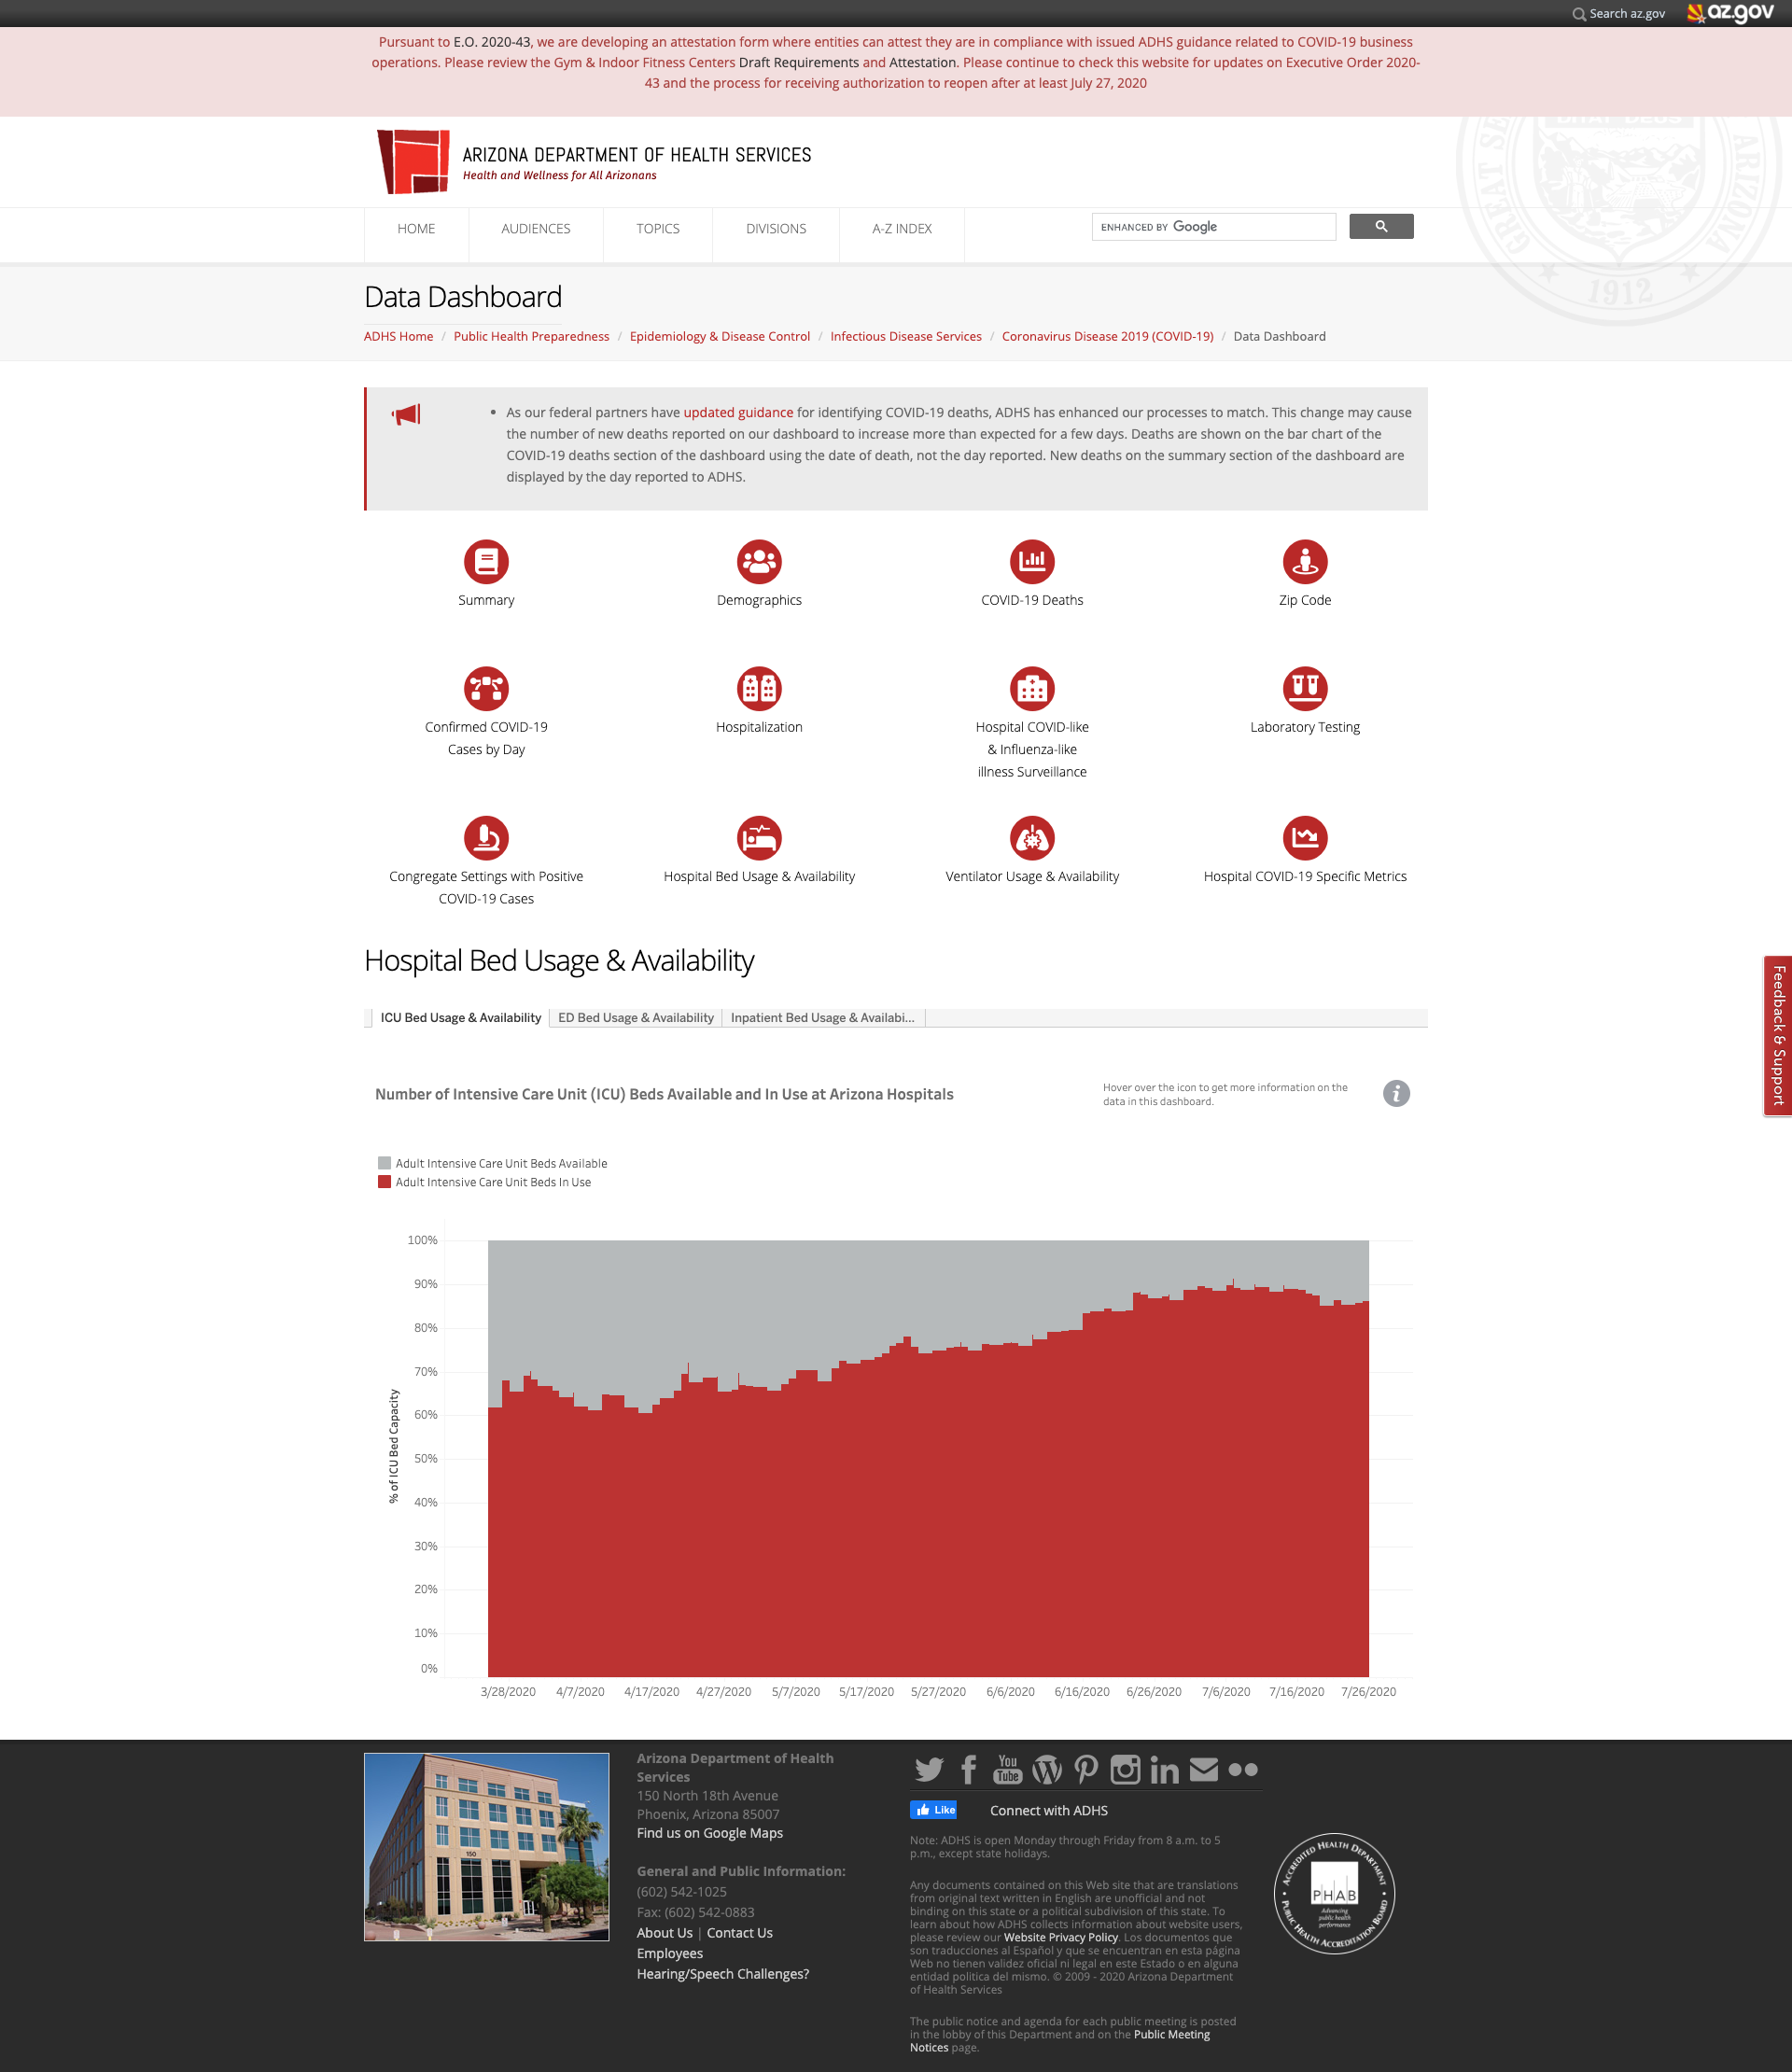 Search az.gov
az.gov
Pursuant to E.O. 2020-43, we are developing an attestation form where entities can attest they are in compliance with issued ADHS guidance related to COVID-19 business
operations. Please review the Gym & Indoor Fitness Centers Draft Requirements and Attestation. Please continue to check this website for updates on Executive Order 2020-
43 and the process for receiving authorization to reopen after at least July 27, 2020
GREAT SE
DITAT DEUS
ARIZONA
1912
ARIZONA DEPARTMENT OF HEALTH SERVICES
Health and Wellness for All Arizonans
HOME
AUDIENCES
TOPICS
DIVISIONS
A-Z INDEX
ENHANCED BY Google
Data Dashboard
ADHS Home / Public Health Preparedness / Epidemiology & Disease Control / Infectious Disease Services / Coronavirus Disease 2019 (COVID-19) / Data Dashboard
• As our federal partners have updated guidance for identifying COVID-19 deaths, ADHS has enhanced our processes to match. This change may cause
the number of new deaths reported on our dashboard to increase more than expected for a few days. Deaths are shown on the bar chart of the
COVID-19 deaths section of the dashboard using the date of death, not the day reported. New deaths on the summary section of the dashboard are
displayed by the day reported to ADHS.
Summary
Demographics
COVID-19 Deaths
Zip Code
Confirmed COVID-19
Cases by Day
Hospitalization
Hospital COVID-like
& Influenza-like
illness Surveillance
Laboratory Testing
Congregate Settings with Positive
COVID-19 Cases
Hospital Bed Usage & Availability
Ventilator Usage & Availability
Hospital COVID-19 Specific Metrics
Hospital Bed Usage & Availability
Feedback & Support
ICU Bed Usage & Availability
ED Bed Usage & Availability
Inpatient Bed Usage & Availabi...
Number of Intensive Care Unit (ICU) Beds Available and In Use at Arizona Hospitals
Hover over the icon to get more information on the
data in this dashboard.
i
Adult Intensive Care Unit Beds Available
Adult Intensive Care Unit Beds In Use
% of ICU Bed Capacity
100%
90%
80%
70%
60%
50%
40%
30%
20%
10%
0%
3/28/2020
4/7/2020
4/17/2020
4/27/2020
5/7/2020
5/17/2020
5/27/2020
6/6/2020
6/16/2020
6/26/2020
7/6/2020
7/16/2020
7/26/2020
150
Arizona Department of Health
Services
150 North 18th Avenue
Phoenix, Arizona 85007
Find us on Google Maps
General and Public Information:
(602) 542-1025
Fax: (602) 542-0883
About Us | Contact Us
Employees
Hearing/Speech Challenges?
You
Tube
Like
Connect with ADHS
Note: ADHS is open Monday through Friday from 8 a.m. to 5
p.m., except state holidays.
Any documents contained on this Web site that are translations
from original text written in English are unofficial and not
binding on this state or a political subdivision of this state. To
learn about how ADHS collects information about website users,
please review our Website Privacy Policy. Los documentos que
son traducciones al Español y que se encuentran en esta página
Web no tienen validez oficial ni legal en este Estado o en alguna
entidad politica del mismo. © 2009 - 2020 Arizona Department
of Health Services
The public notice and agenda for each public meeting is posted
in the lobby of this Department and on the Public Meeting
Notices page.
ACCREDITED HEALTH DEPARTMENT
PHAB
Advancing
public health
performance
PUBLIC HEALTH ACCREDITATION BOARD